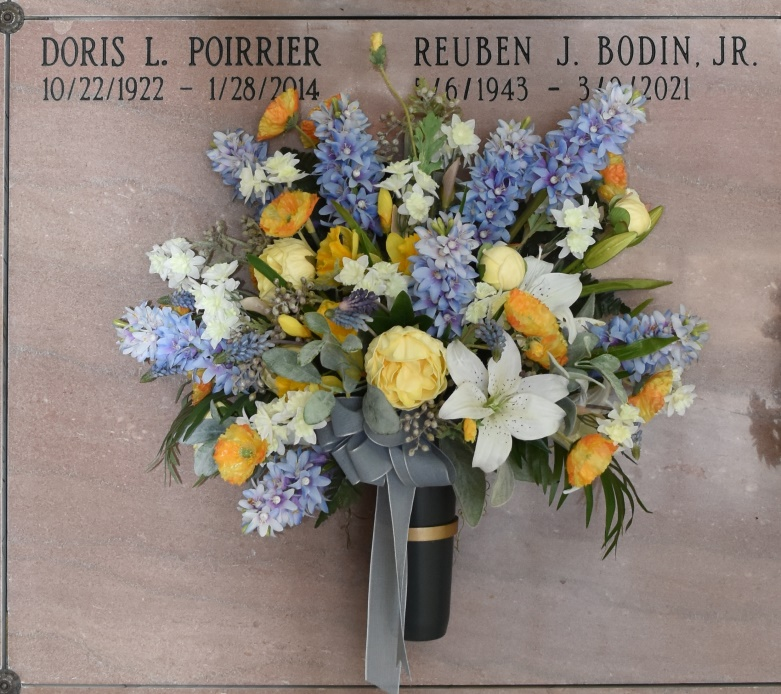 DORIS L. POIRRIER
10/22/1922 - 1/28/2014
REUBEN J. BODIN, JR.
/6/1943 - 3/ /2021